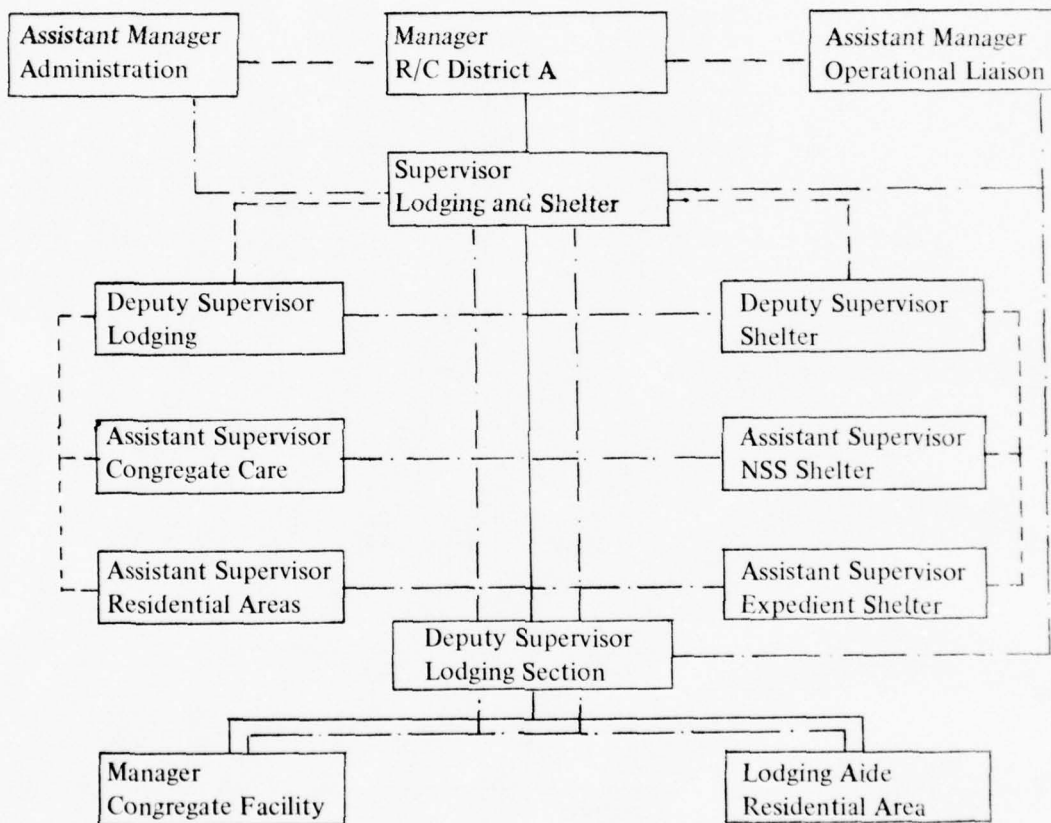 Assistant Manager
Administration
Manager
R/C District A
Assistant Manager
Operational Liaison
Supervisor
Lodging and Shelter
Deputy Supervisor
Lodging
Deputy Supervisor
Shelter
Assistant Supervisor
Congregate Care
Assistant Supervisor
NSS Shelter
Assistant Supervisor
Residential Areas
Assistant Supervisor
Expedient Shelter
Deputy Supervisor
Lodging Section
Manager
Congregate Facility
Lodging Aide
Residential Area